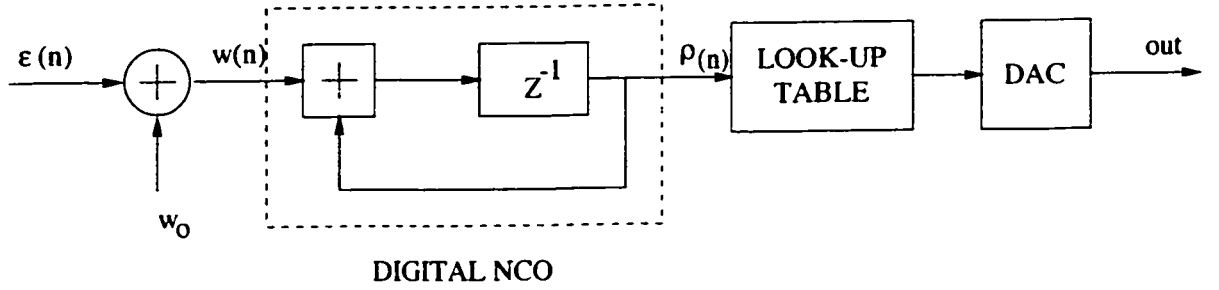 ε(n)
+
w(n)
w₀
+
Z⁻¹
ρ(n)
LOOK-UP
TABLE
DAC
out
DIGITAL NCO